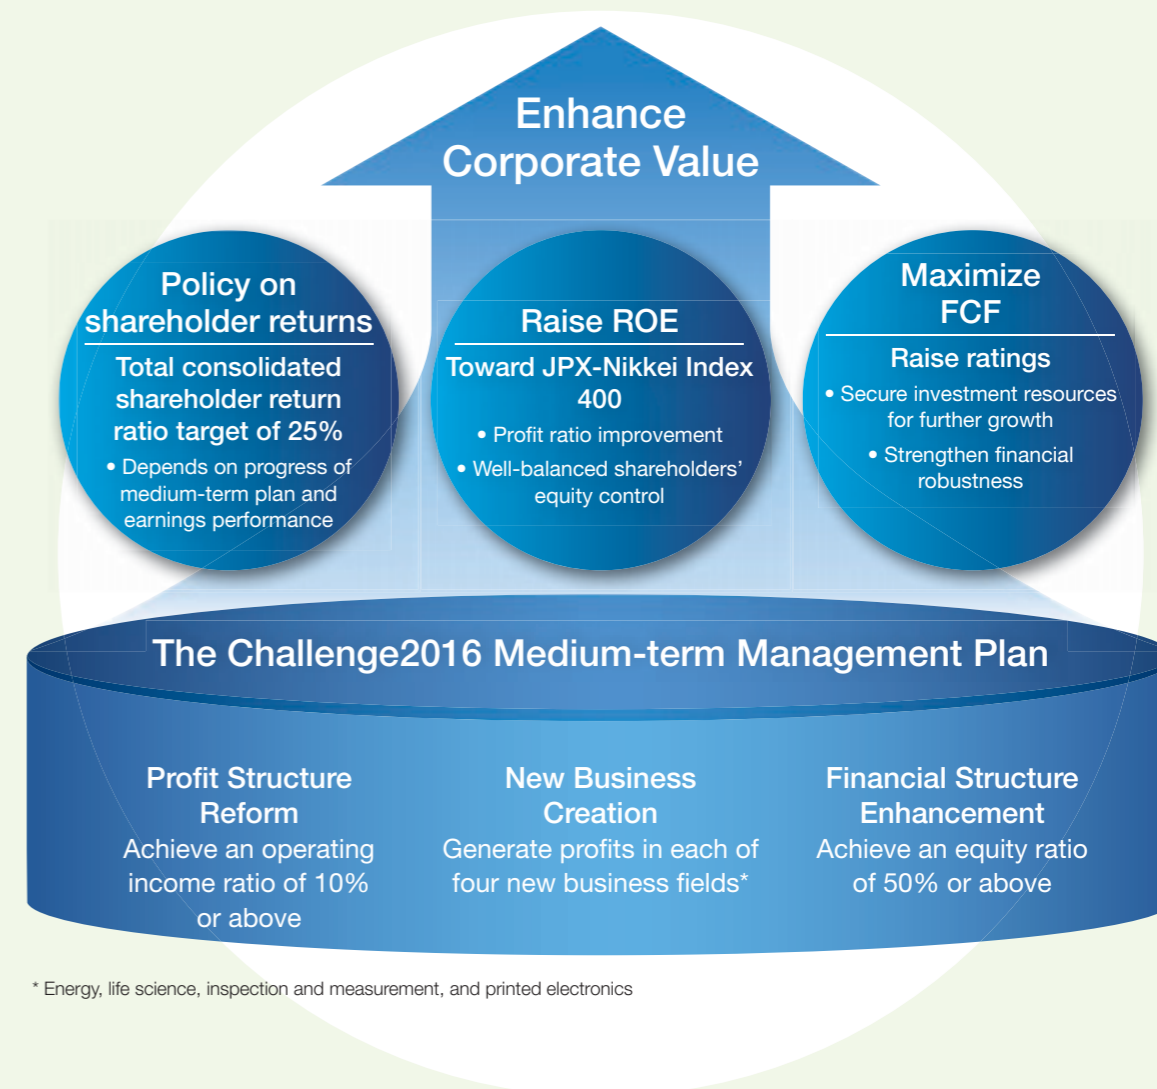 Enhance
Corporate Value
Policy on
shareholder returns
Total consolidated
shareholder return
ratio target of 25%
• Depends on progress of
medium-term plan and
earnings performance
Raise ROE
Toward JPX-Nikkei Index
400
• Profit ratio improvement
• Well-balanced shareholders’
equity control
Maximize
FCF
Raise ratings
• Secure investment resources
for further growth
• Strengthen financial
robustness
The Challenge2016 Medium-term Management Plan
Profit Structure
Reform
Achieve an operating
income ratio of 10%
or above
New Business
Creation
Generate profits in each of
four new business fields*
Financial Structure
Enhancement
Achieve an equity ratio
of 50% or above
* Energy, life science, inspection and measurement, and printed electronics